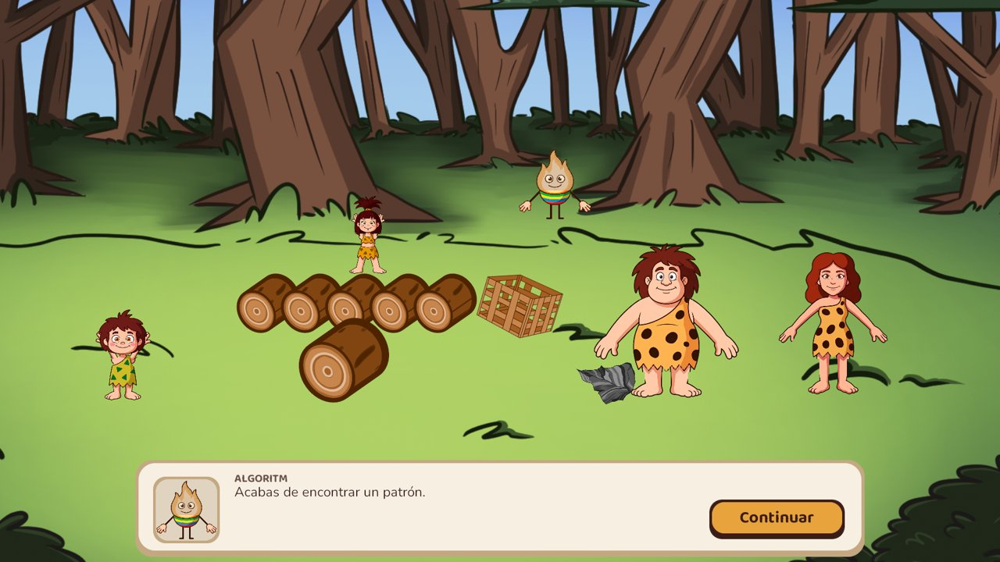 ALGORITM
Acabas de encontrar un patrón.
Continuar